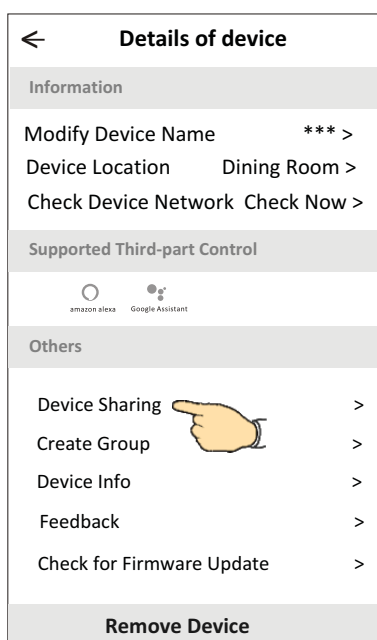 ← Details of device
Information
Modify Device Name *** >
Device Location Dining Room >
Check Device Network Check Now >
Supported Third-part Control
amazon alexa Google Assistant
Others
Device Sharing >
Create Group >
Device Info >
Feedback >
Check for Firmware Update >
Remove Device